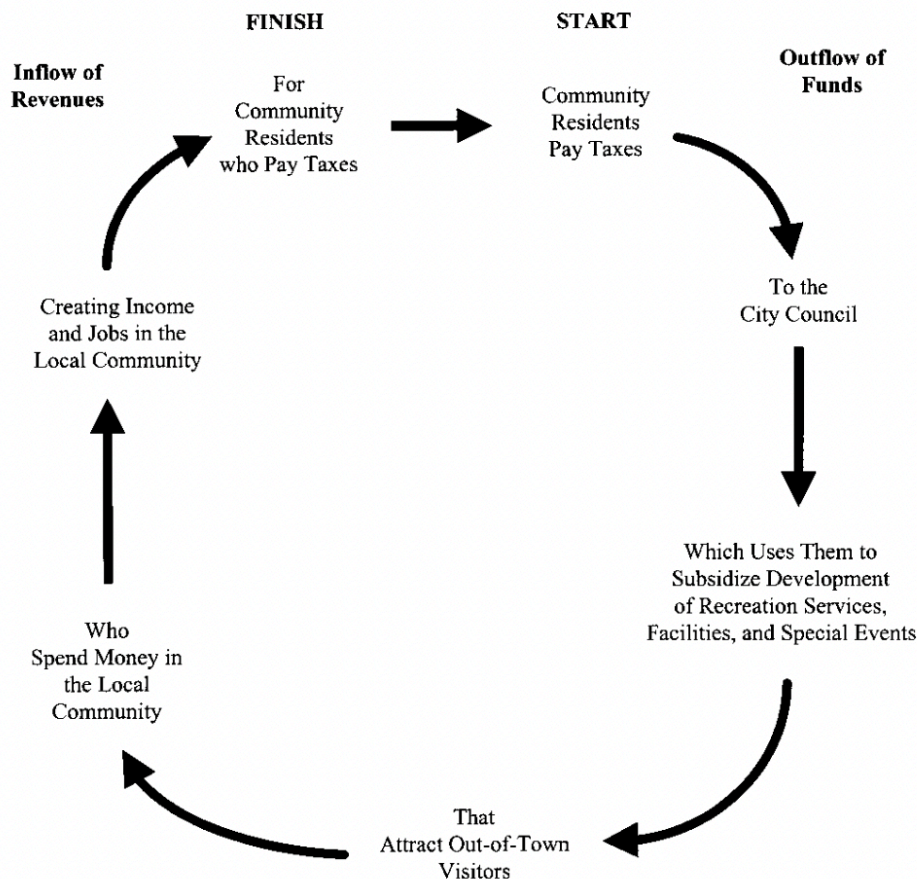 FINISH
START
Inflow of
Revenues
Outflow of
Funds
For
Community
Residents
who Pay Taxes
Community
Residents
Pay Taxes
To the
City Council
Which Uses Them to
Subsidize Development
of Recreation Services,
Facilities, and Special Events
That
Attract Out-of-Town
Visitors
Who
Spend Money in
the Local
Community
Creating Income
and Jobs in the
Local Community